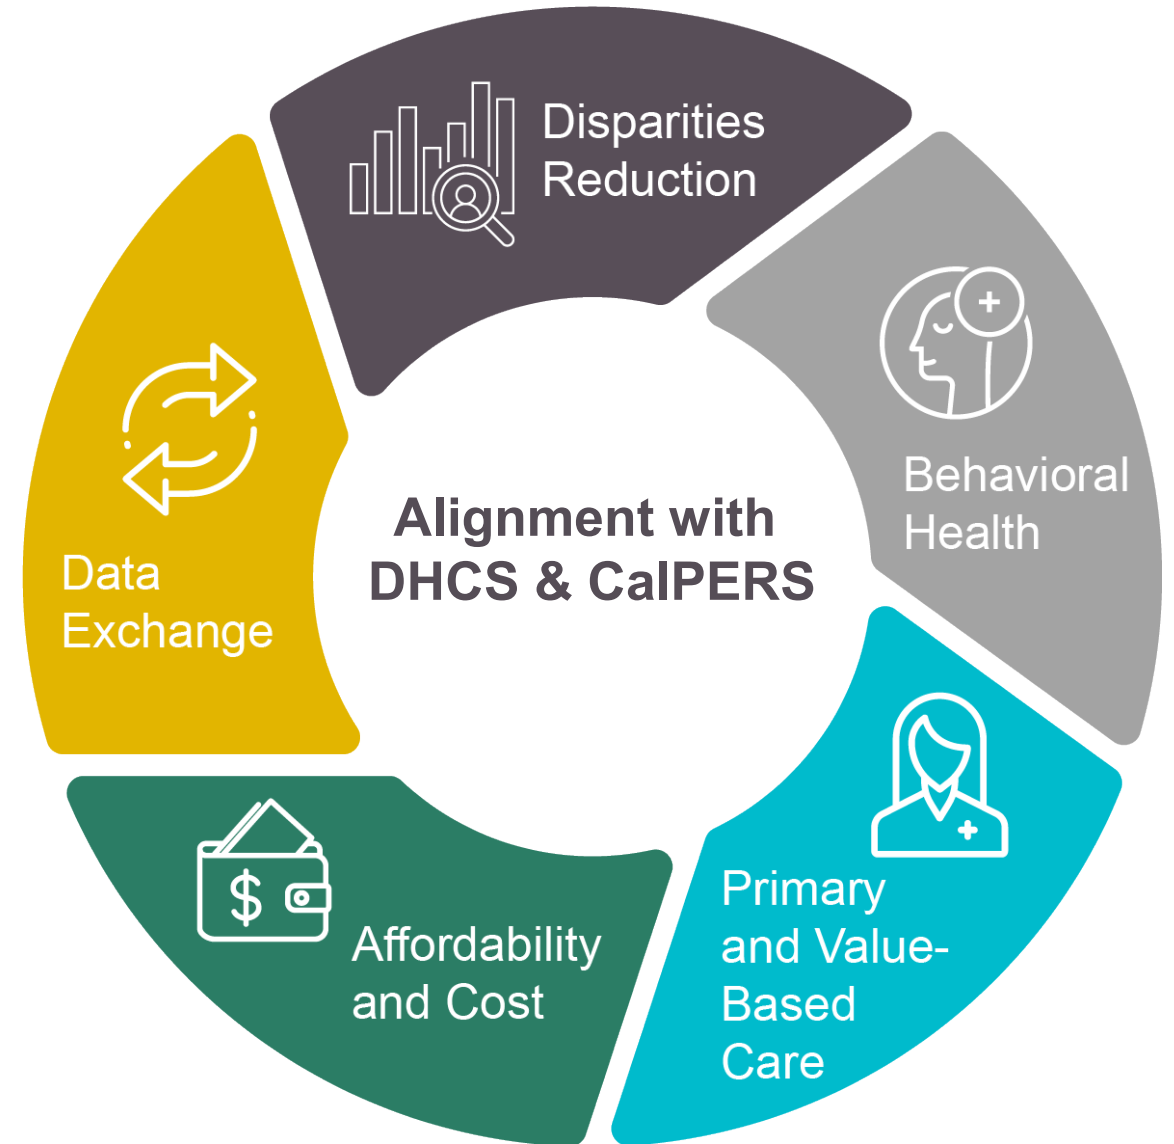 Disparities
Reduction
Behavioral
Health
Alignment with
DHCS & CalPERS
Data
Exchange
Primary
and Value-
Based
Care
Affordability
and Cost
$